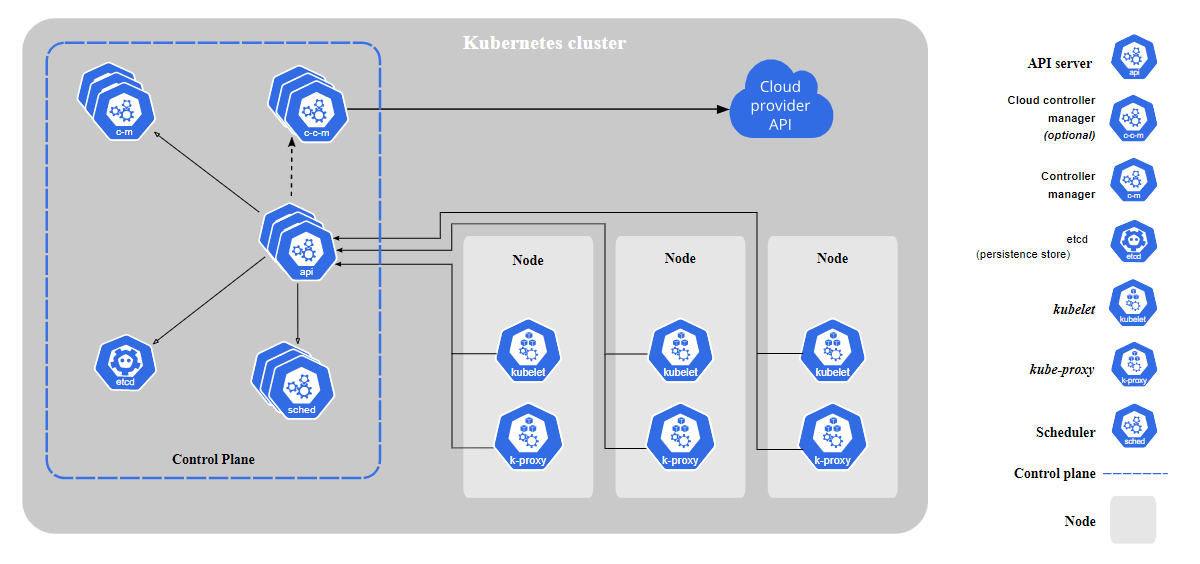 Kubernetes cluster
c-m
c-c-m
Cloud
provider
API
api
etcd
sched
Control Plane
Node
Node
Node
kubelet
kubelet
kubelet
k-proxy
k-proxy
k-proxy
API server
api
Cloud controller
manager
(optional)
c-c-m
Controller
manager
c-m
etcd
(persistence store)
etcd
kubelet
kubelet
kube-proxy
k-proxy
Scheduler
sched
Control plane
Node